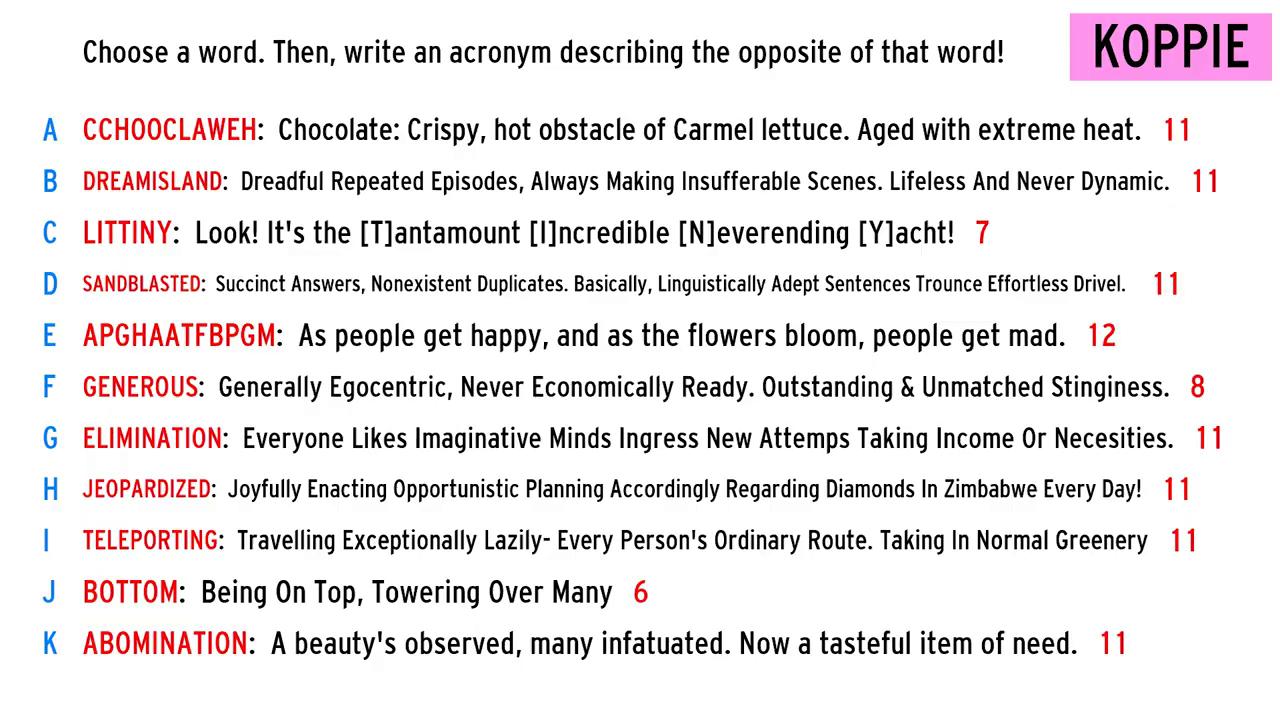 Choose a word. Then, write an acronym describing the opposite of that word!
KOPPIE
A CCHOOCLAWEH: Chocolate: Crispy, hot obstacle of Carmel lettuce. Aged with extreme heat. 11
B DREAMISLAND: Dreadful Repeated Episodes, Always Making Insufferable Scenes. Lifeless And Never Dynamic. 11
C LITTINY: Look! It's the [T]antamount [I]ncredible [N]everending [Y]acht! 7
D SANDBLASTED: Succinct Answers, Nonexistent Duplicates. Basically, Linguistically Adept Sentences Trounce Effortless Drivel. 11
E APGHAATFBPGM: As people get happy, and as the flowers bloom, people get mad. 12
F GENEROUS: Generally Egocentric, Never Economically Ready. Outstanding & Unmatched Stinginess. 8
G ELIMINATION: Everyone Likes Imaginative Minds Ingress New Attemps Taking Income Or Necesities. 11
H JEOPARDIZED: Joyfully Enacting Opportunistic Planning Accordingly Regarding Diamonds In Zimbabwe Every Day! 11
I TELEPORTING: Travelling Exceptionally Lazily- Every Person's Ordinary Route. Taking In Normal Greenery 11
J BOTTOM: Being On Top, Towering Over Many 6
K ABOMINATION: A beauty's observed, many infatuated. Now a tasteful item of need. 11